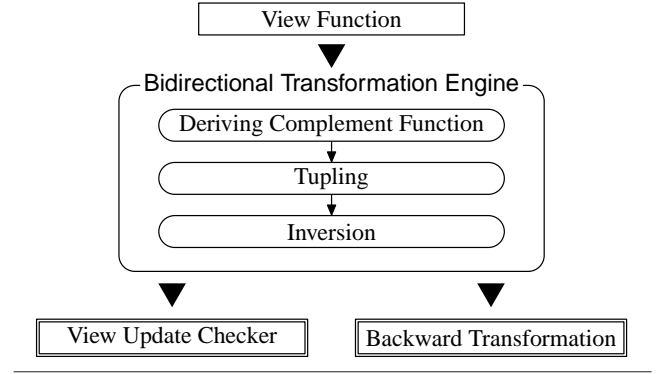 View Function
Bidirectional Transformation Engine
Deriving Complement Function
Tupling
Inversion
View Update Checker
Backward Transformation